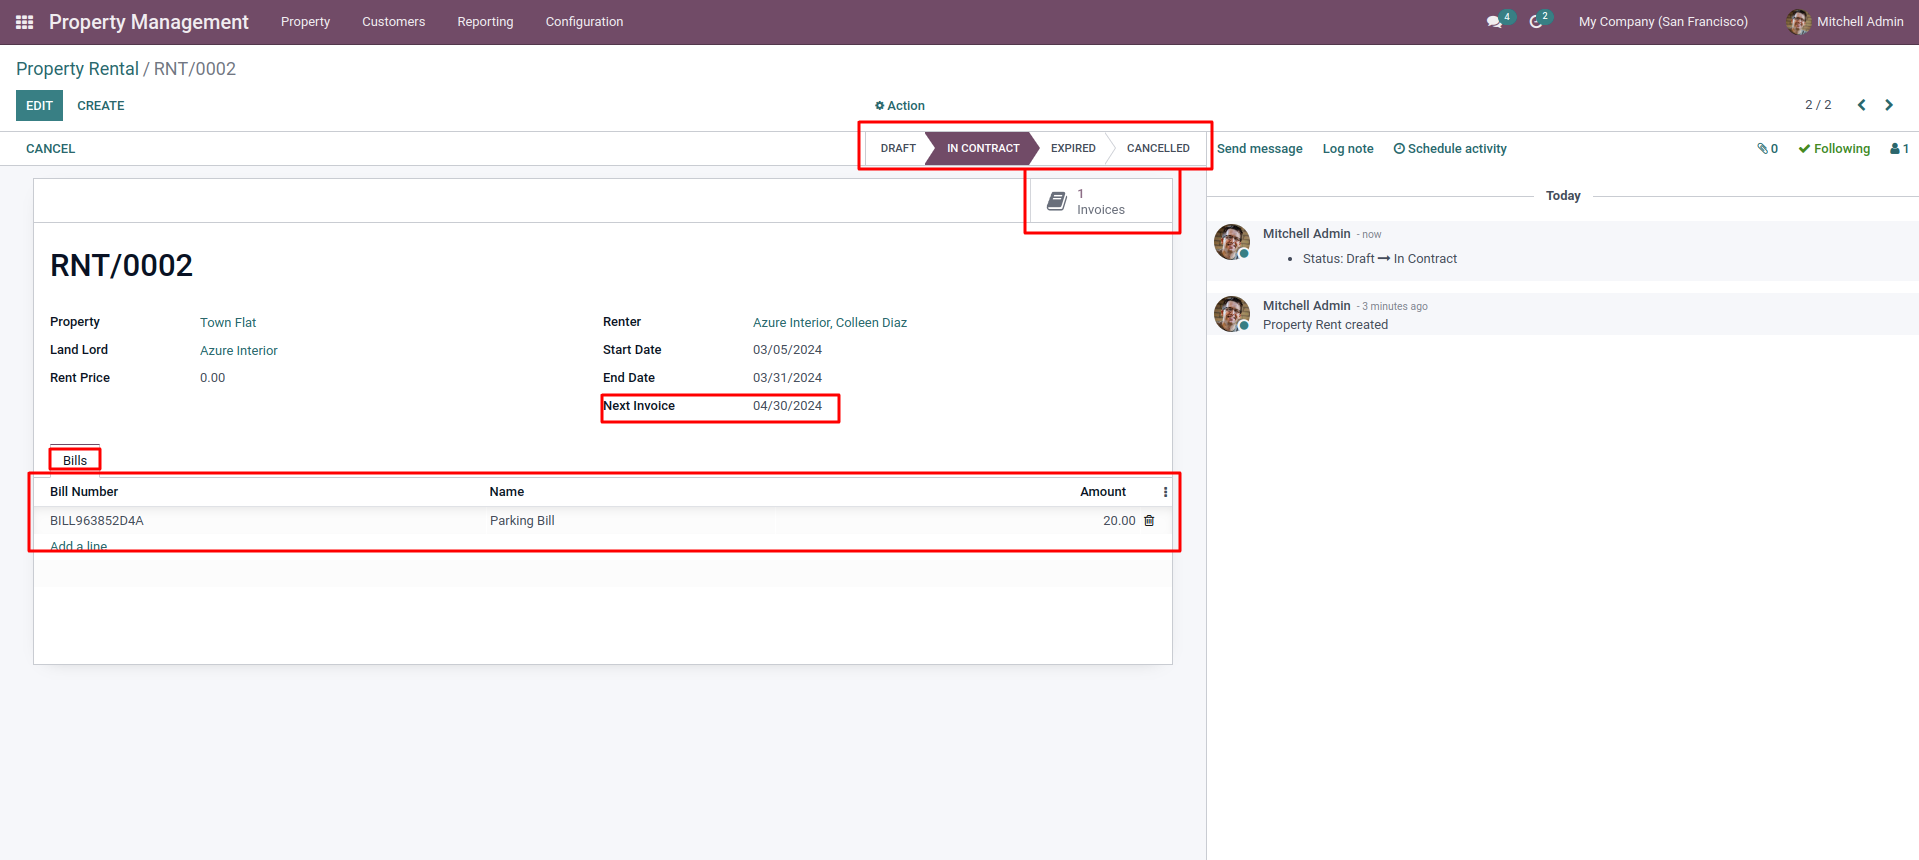 Property Management Property Customers Reporting Configuration 4 2 My Company (San Francisco) Mitchell Admin
Property Rental / RNT/0002
EDIT CREATE Action 2 / 2
CANCEL DRAFT IN CONTRACT EXPIRED CANCELLED Send message Log note Schedule activity 0 Following 1
1
Invoices
Today
Mitchell Admin - now
• Status: Draft → In Contract
Mitchell Admin - 3 minutes ago
Property Rent created
RNT/0002
Property Town Flat
Land Lord Azure Interior
Rent Price 0.00
Renter Azure Interior, Colleen Diaz
Start Date 03/05/2024
End Date 03/31/2024
Next Invoice 04/30/2024
Bills
Bill Number Name Amount
BILL963852D4A Parking Bill 20.00
Add a line